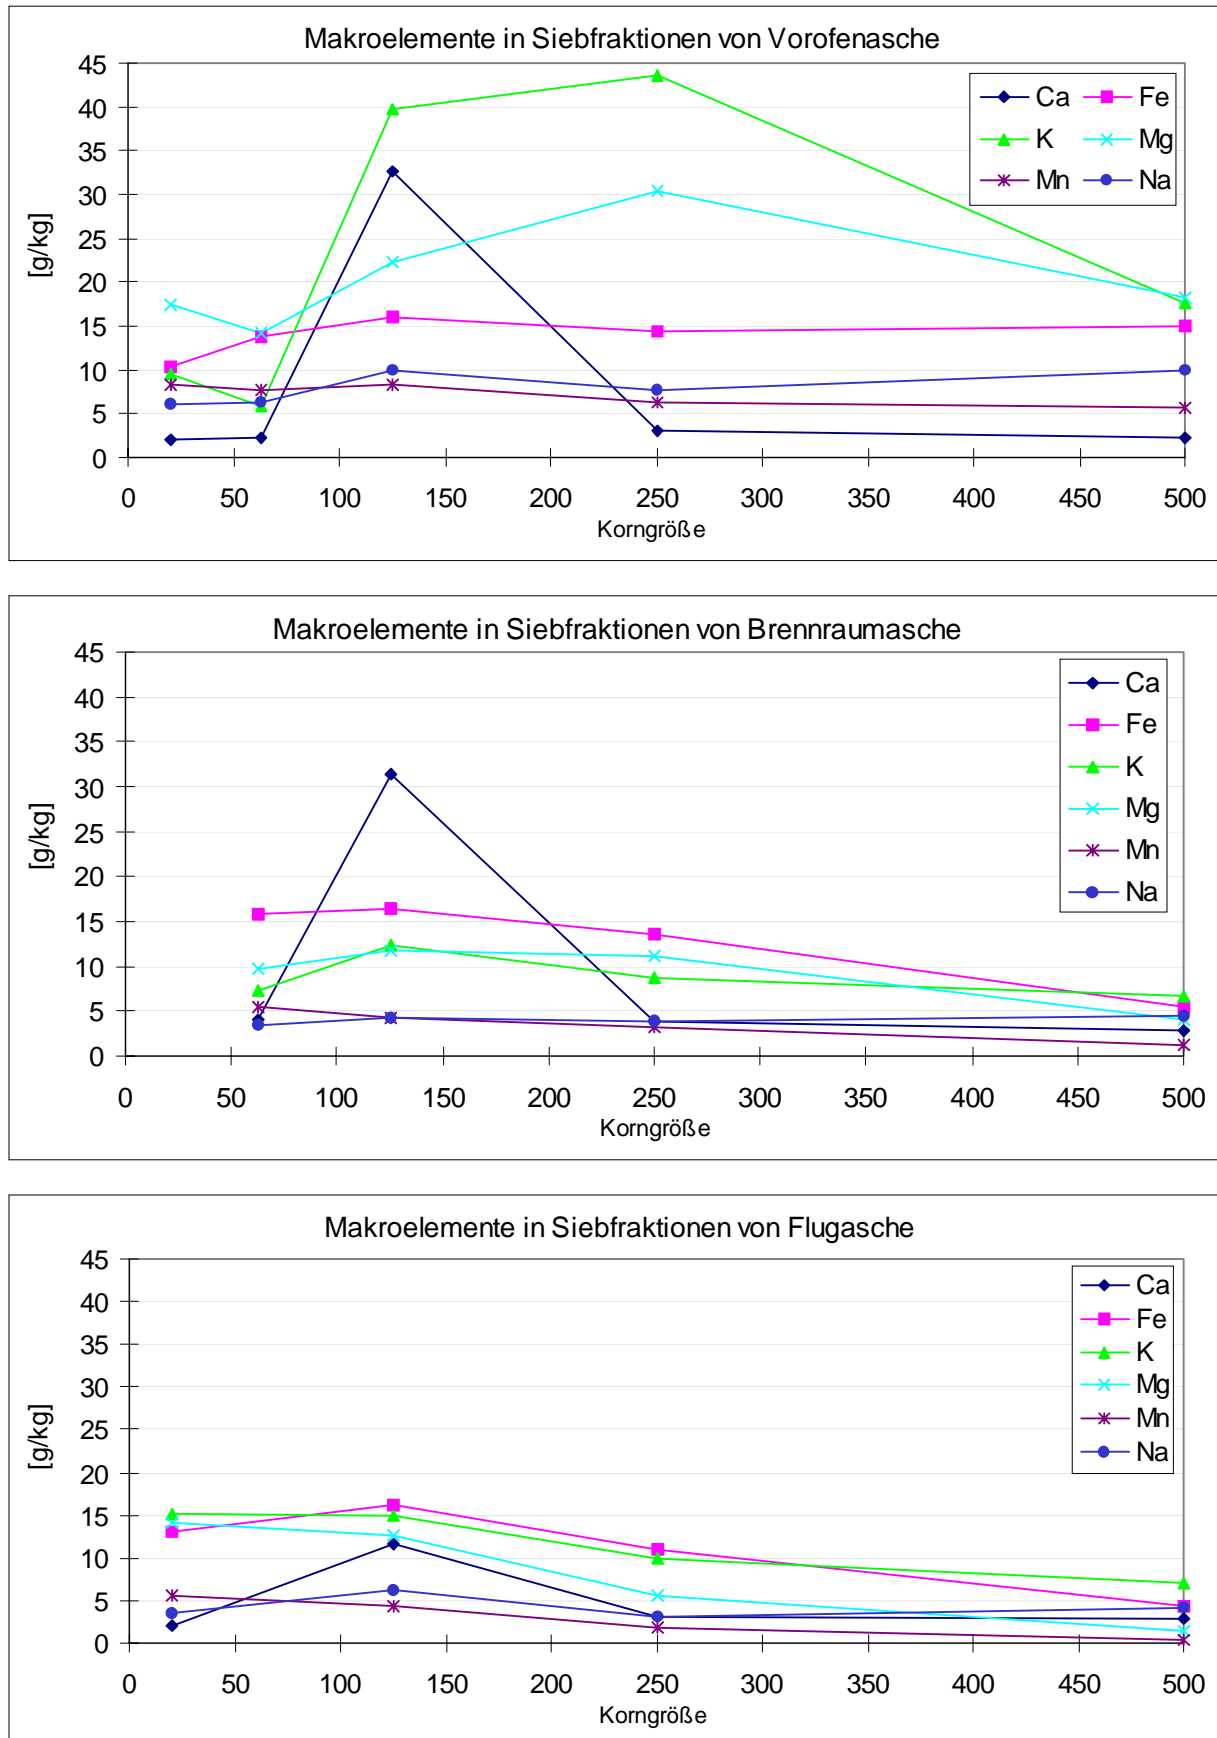 Makroelemente in Siebfraktionen von Vorofenasche
45
40
35
30
25
20
15
10
5
0
[g/kg]
Ca Fe
K Mg
Mn Na
0 50 100 150 200 250 300 350 400 450 500
Korngröße
Makroelemente in Siebfraktionen von Brennraumasche
45
40
35
30
25
20
15
10
5
0
[g/kg]
Ca
Fe
K
Mg
Mn
Na
0 50 100 150 200 250 300 350 400 450 500
Korngröße
Makroelemente in Siebfraktionen von Flugasche
45
40
35
30
25
20
15
10
5
0
[g/kg]
Ca
Fe
K
Mg
Mn
Na
0 50 100 150 200 250 300 350 400 450 500
Korngröße